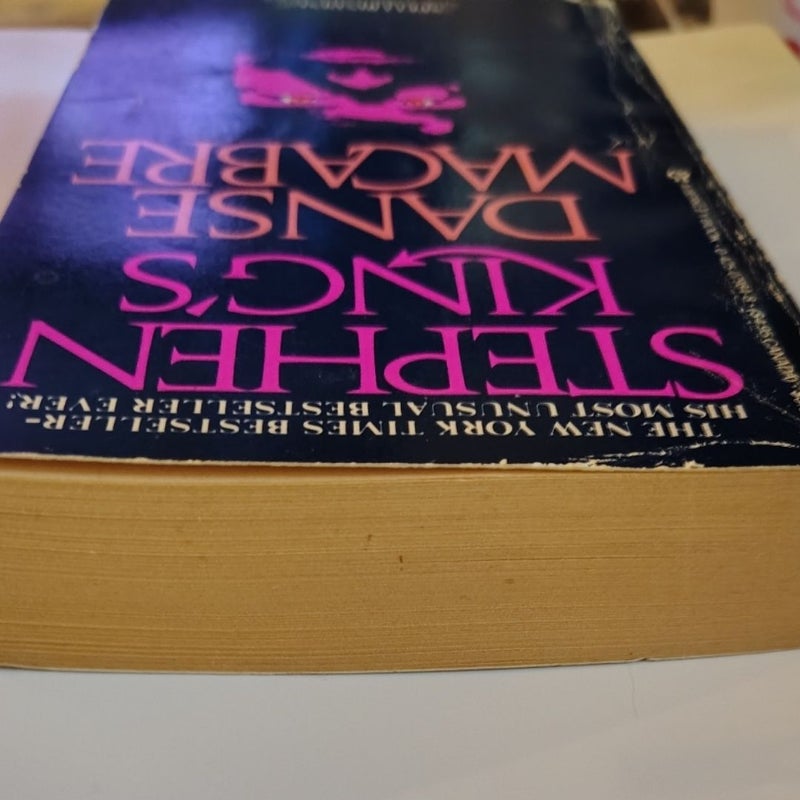 THE NEW YORK TIMES BESTSELLER-
HIS MOST UNUSUAL BESTSELLER EVER!
STEPHEN
KING'S
DANSE
MACABRE